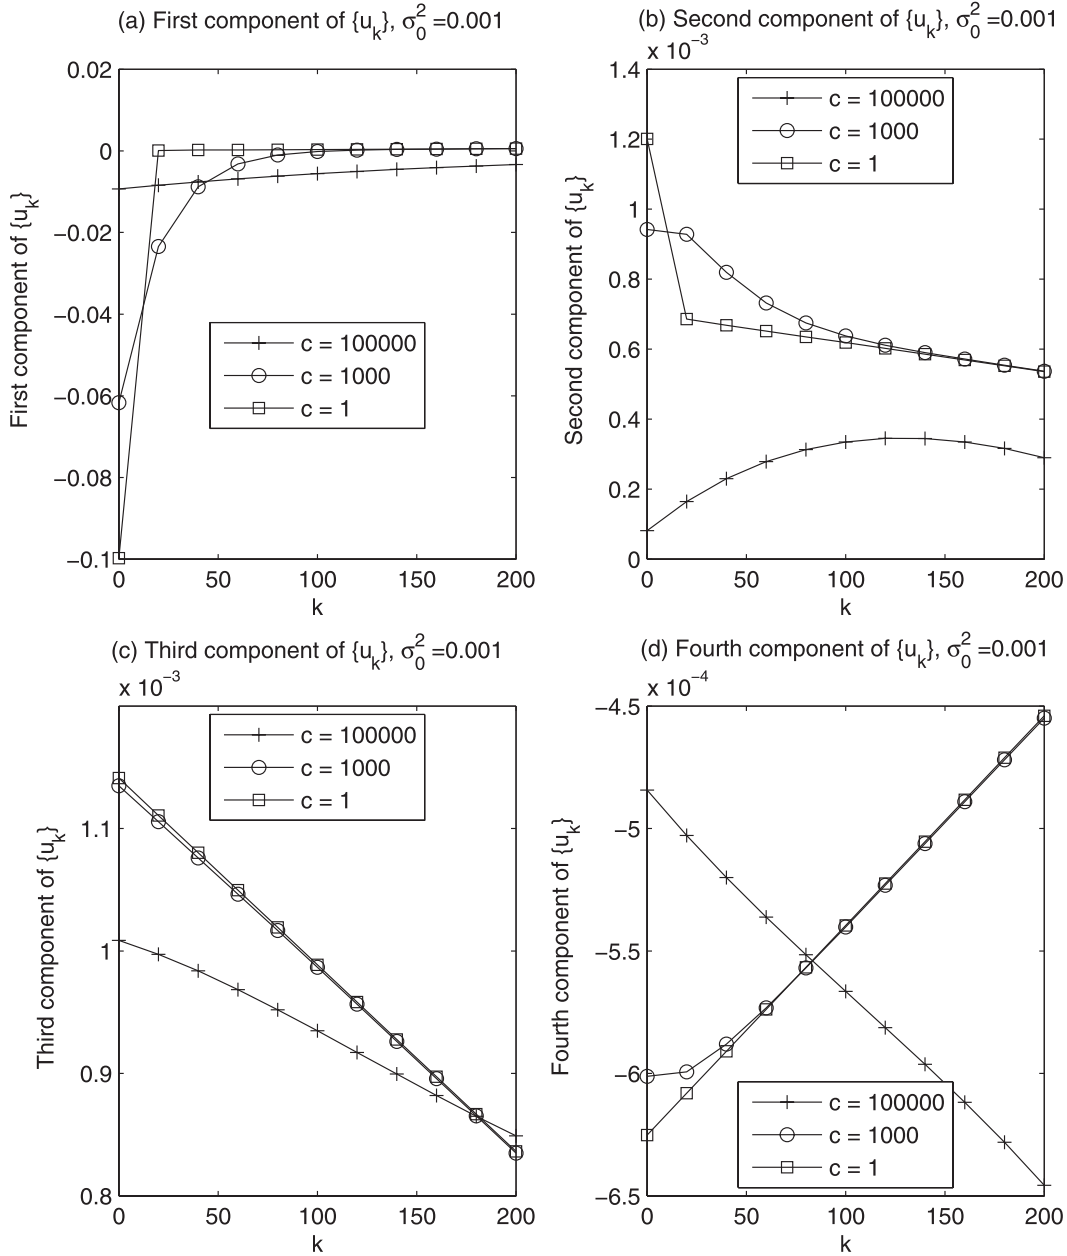 (a) First component of {u_k}, σ_0^2 =0.001
0.02
0
−0.02
−0.04
−0.06
−0.08
−0.1
First component of {u_k}
c = 100000
c = 1000
c = 1
0 50 100 150 200
k
(b) Second component of {u_k}, σ_0^2 =0.001
x 10^−3
1.4
1.2
1
0.8
0.6
0.4
0.2
0
Second component of {u_k}
c = 100000
c = 1000
c = 1
0 50 100 150 200
k
(c) Third component of {u_k}, σ_0^2 =0.001
x 10^−3
1.1
1
0.9
0.8
Third component of {u_k}
c = 100000
c = 1000
c = 1
0 50 100 150 200
k
(d) Fourth component of {u_k}, σ_0^2 =0.001
x 10^−4
−4.5
−5
−5.5
−6
−6.5
Fourth component of {u_k}
c = 100000
c = 1000
c = 1
0 50 100 150 200
k